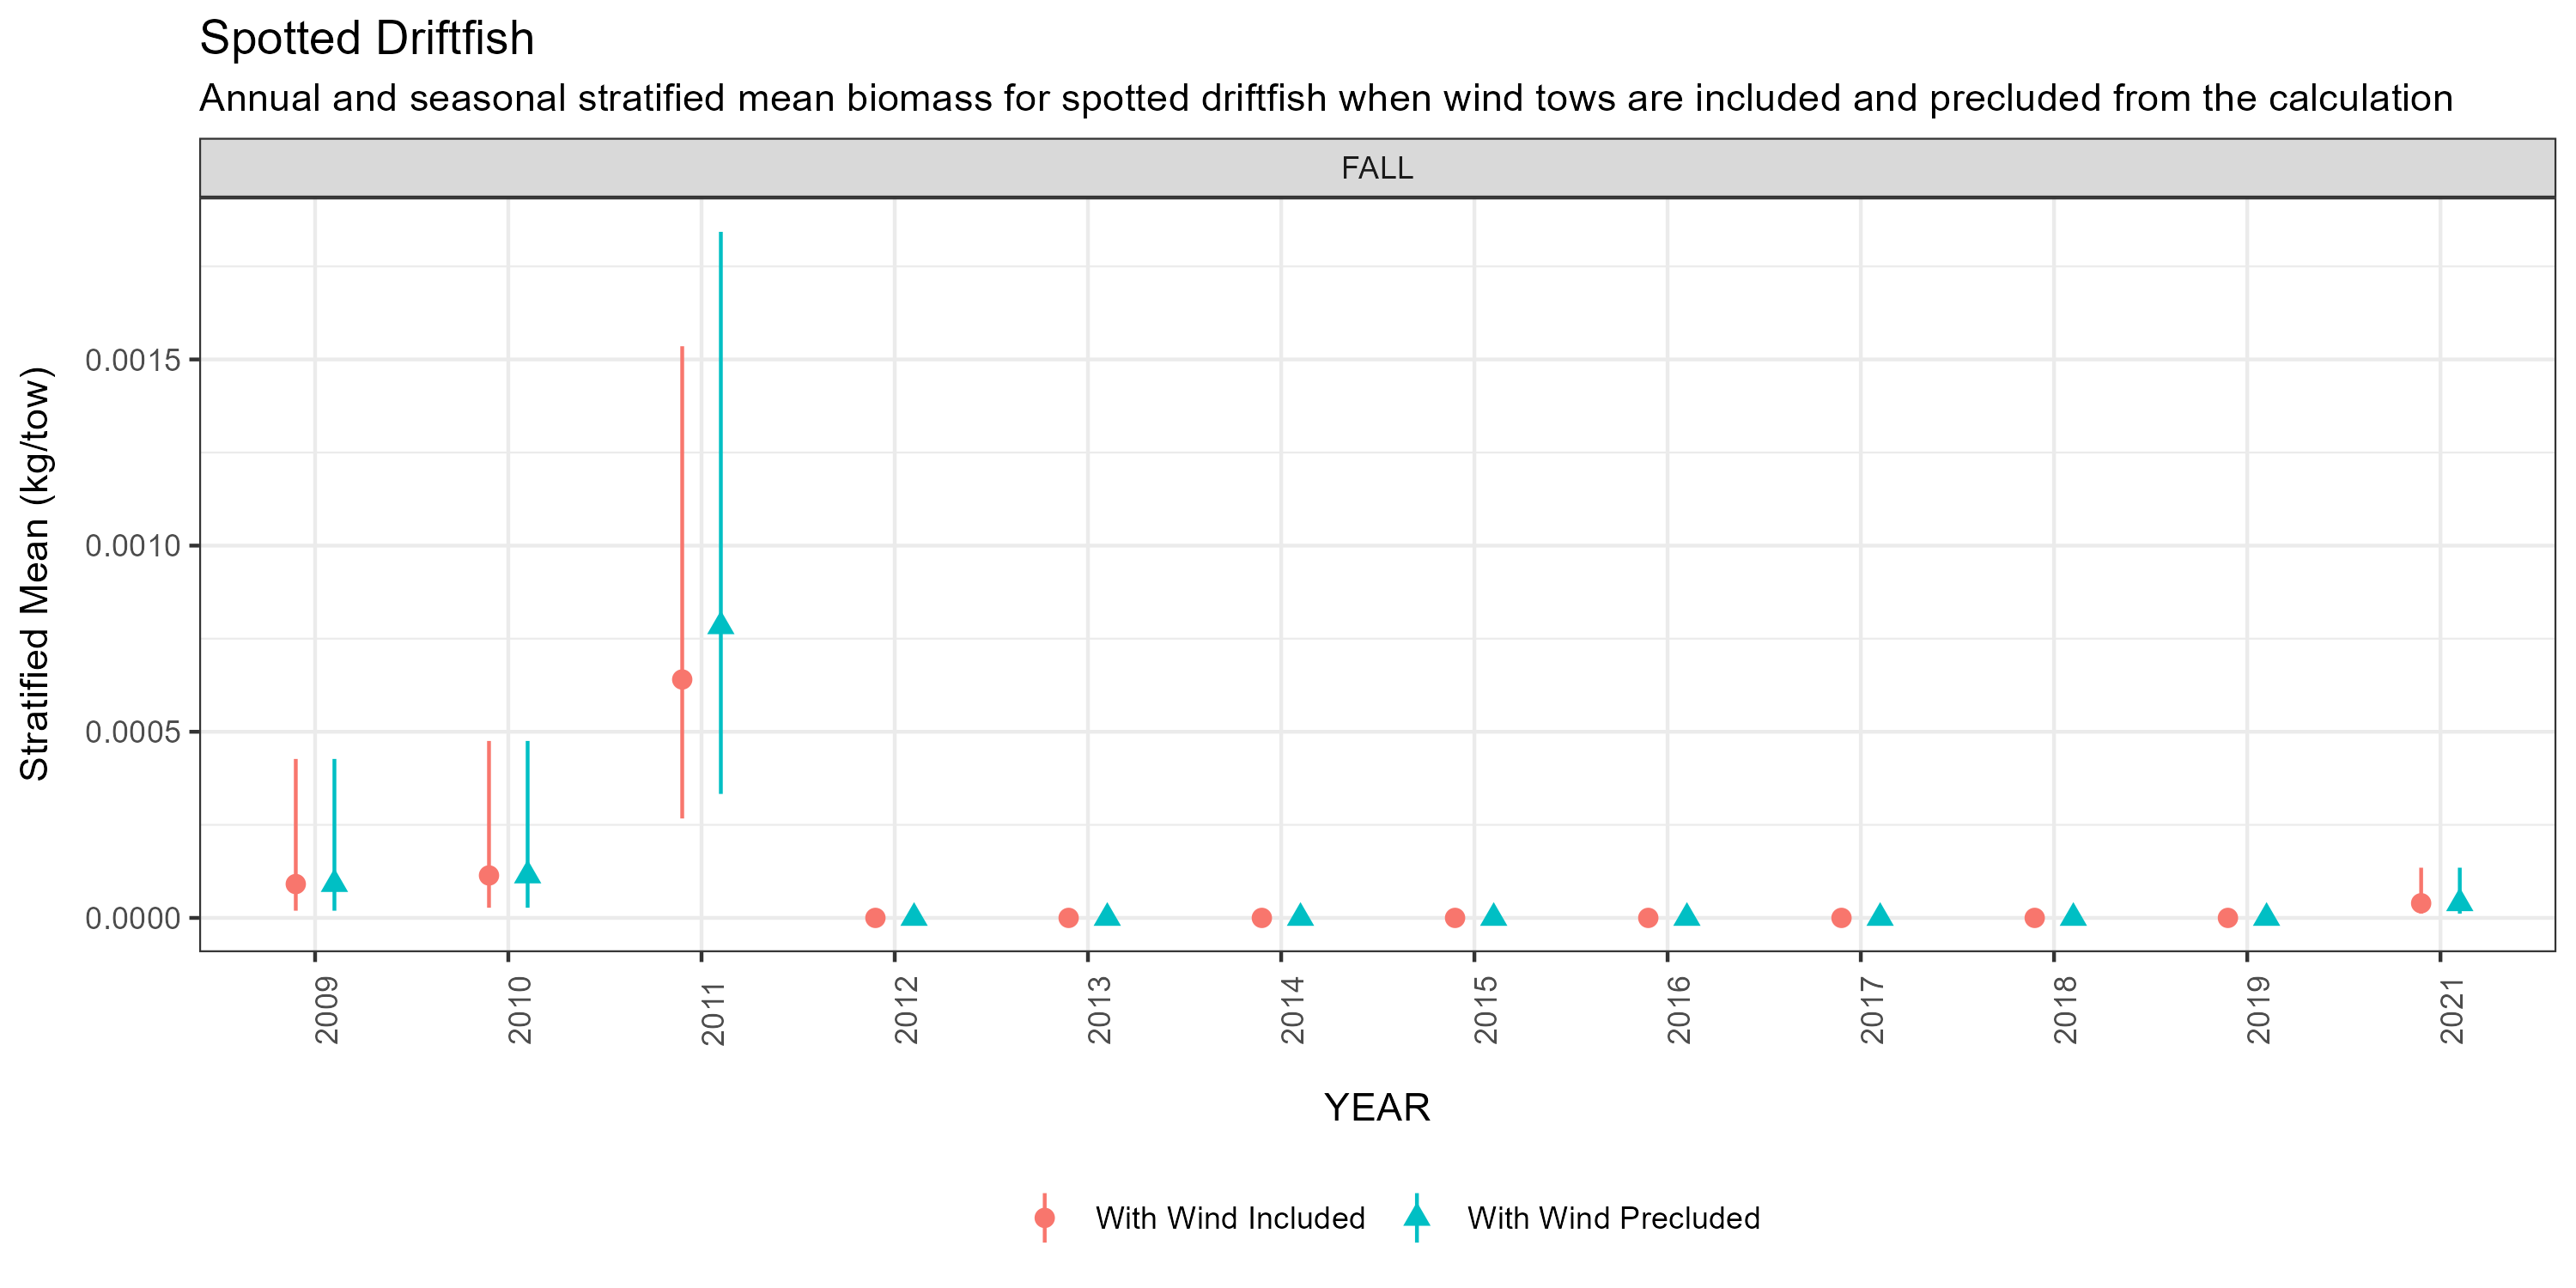 Spotted Driftfish
Annual and seasonal stratified mean biomass for spotted driftfish when wind tows are included and precluded from the calculation
FALL
Stratified Mean (kg/tow)
0.0015
0.0010
0.0005
0.0000
2009
2010
2011
2012
2013
2014
2015
2016
2017
2018
2019
2021
YEAR
With Wind Included
With Wind Precluded